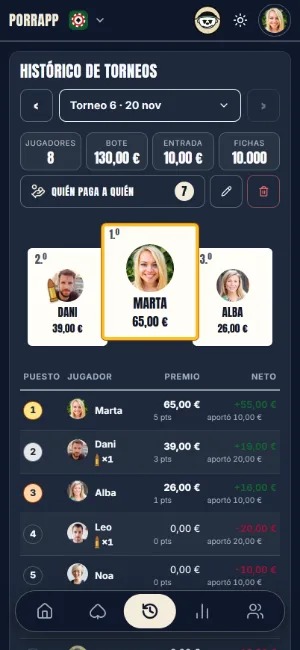 PORRAPP
HISTÓRICO DE TORNEOS
‹ Torneo 6 · 20 nov ›
JUGADORES BOTE ENTRADA FICHAS
8 130,00 € 10,00 € 10.000
QUIÉN PAGA A QUIÉN 7
1.º
2.º 3.º
MARTA
65,00 €
DANI ALBA
39,00 € 26,00 €
PUESTO JUGADOR PREMIO NETO
1 Marta 65,00 € +55,00 €
5 pts aportó 10,00 €
2 Dani 39,00 € +19,00 €
×1 3 pts aportó 20,00 €
3 Alba 26,00 € +16,00 €
1 pts aportó 10,00 €
4 Leo 0,00 € -20,00 €
×1 0 pts aportó 20,00 €
5 Noa 0,00 € -10,00 €
0 pts aportó 10,00 €